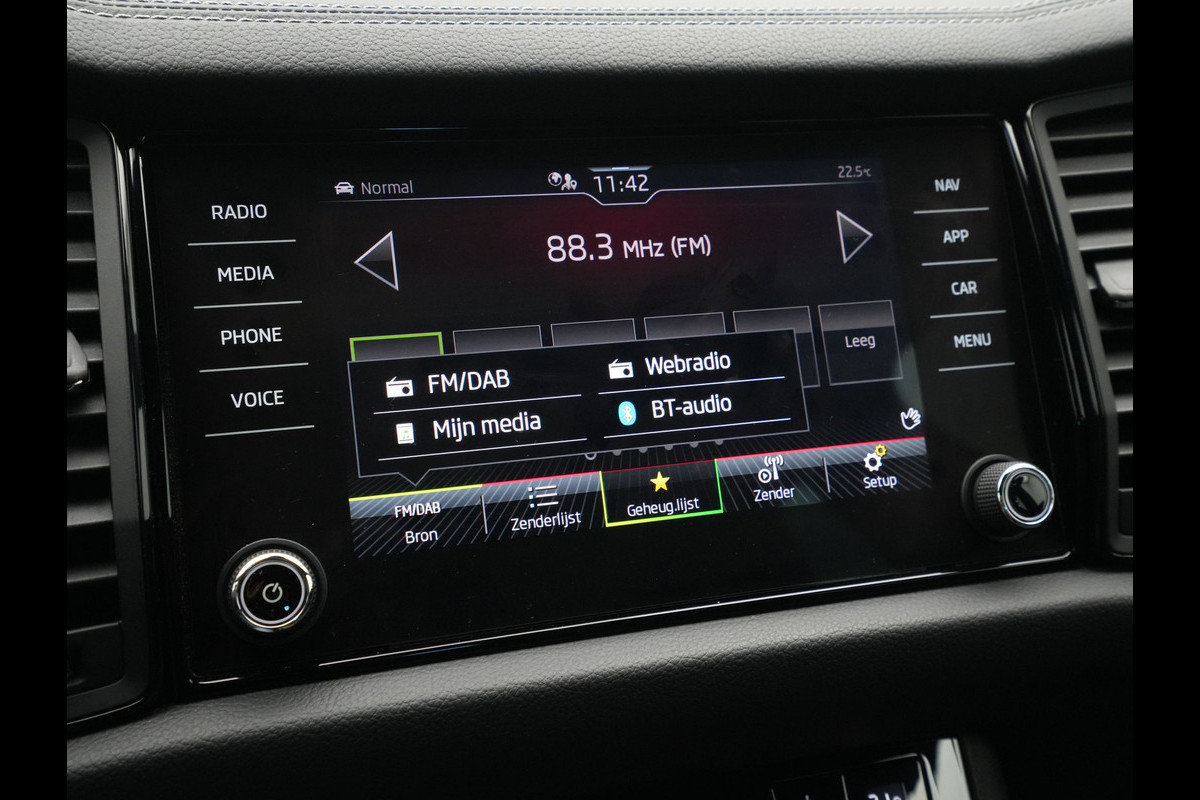 RADIO
MEDIA
PHONE
VOICE
Normal
11:42
22.5°C
88.3 MHz (FM)
Leeg
FM/DAB
Webradio
Mijn media
BT-audio
FM/DAB
Bron
Zenderlijst
Geheug.lijst
Zender
Setup
NAV
APP
CAR
MENU